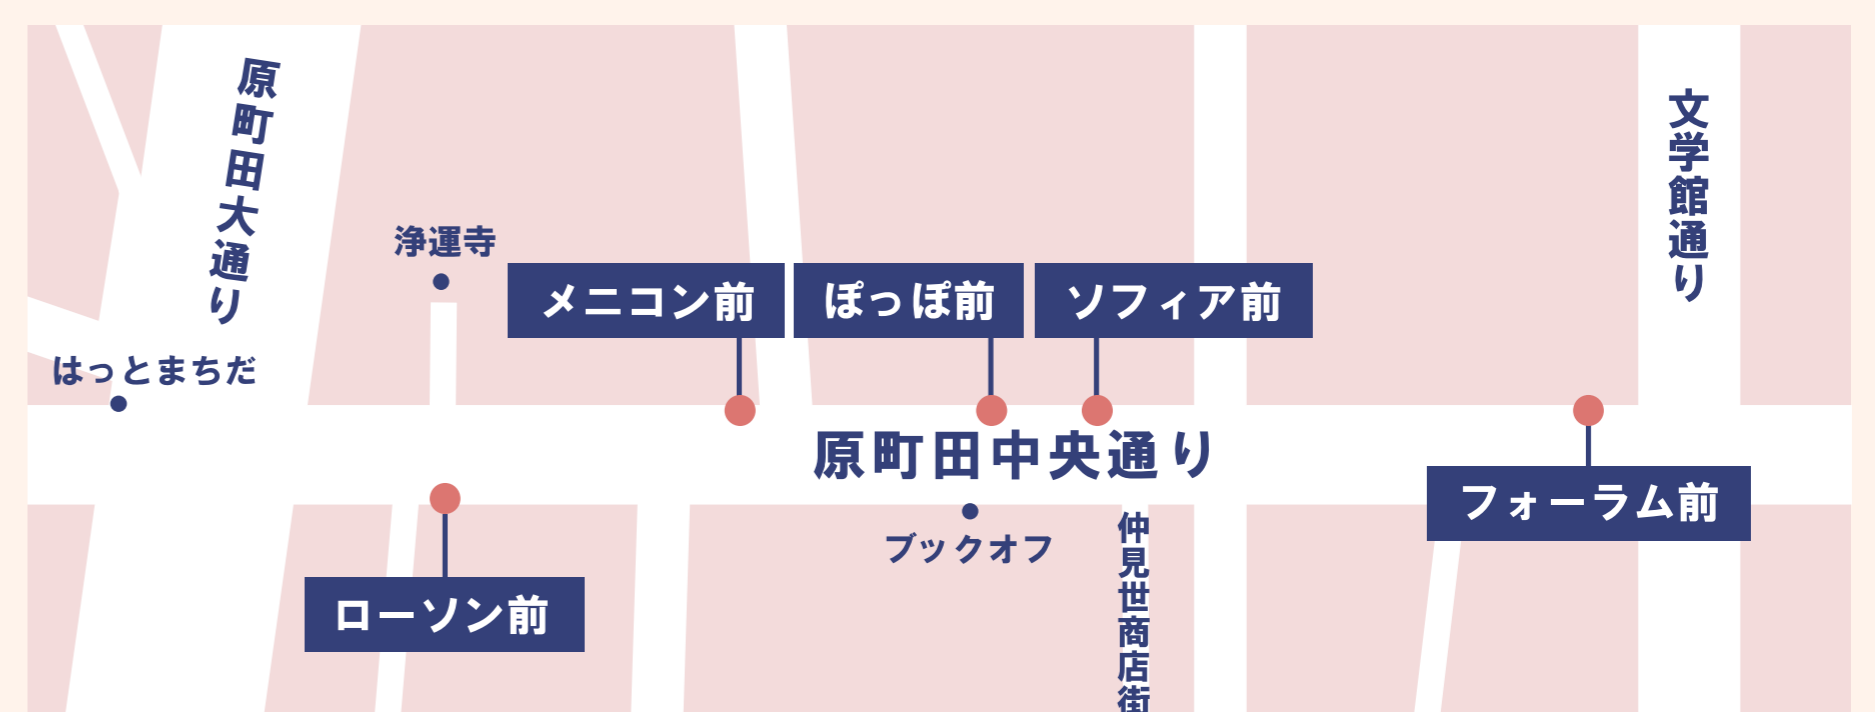 原町田大通り
文学館通り
浄運寺
メニコン前
ぽっぽ前
ソフィア前
はっとまちだ
原町田中央通り
フォーラム前
ブックオフ
仲見世商店街
ローソン前